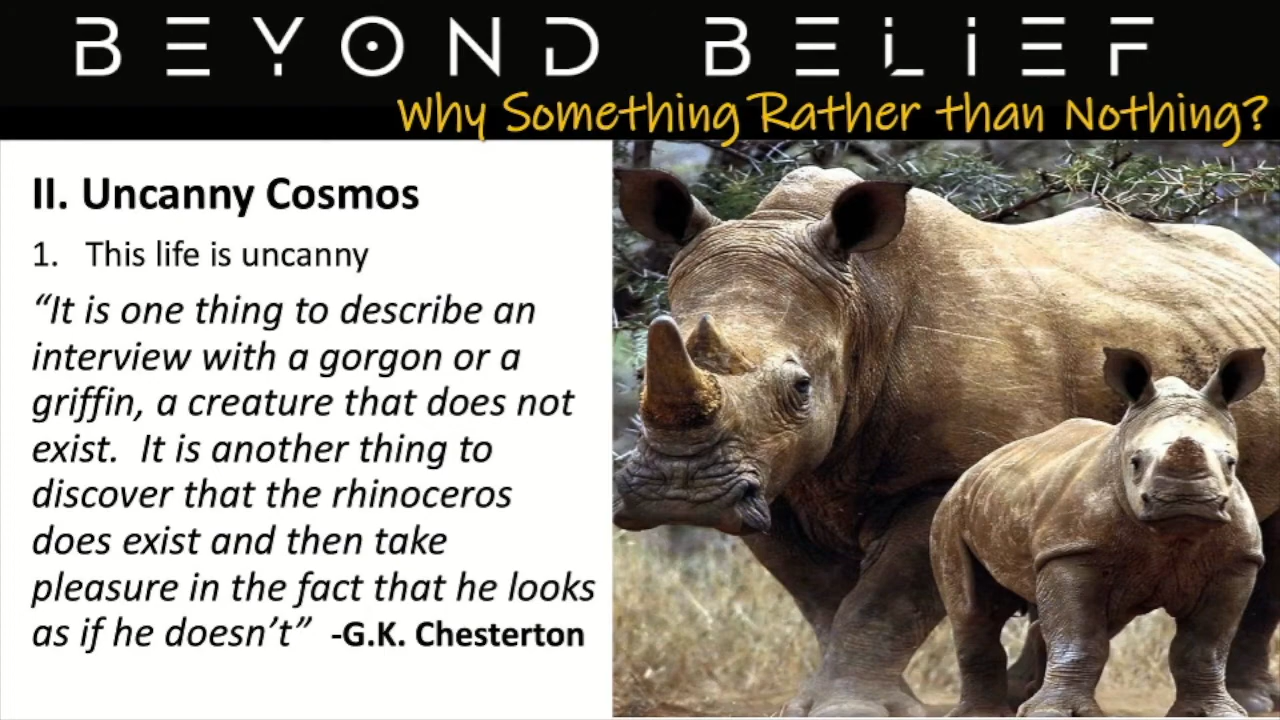 BEYOND BELiEF
Why Something Rather than Nothing?
II. Uncanny Cosmos
1. This life is uncanny
“It is one thing to describe an
interview with a gorgon or a
griffin, a creature that does not
exist. It is another thing to
discover that the rhinoceros
does exist and then take
pleasure in the fact that he looks
as if he doesn’t” -G.K. Chesterton